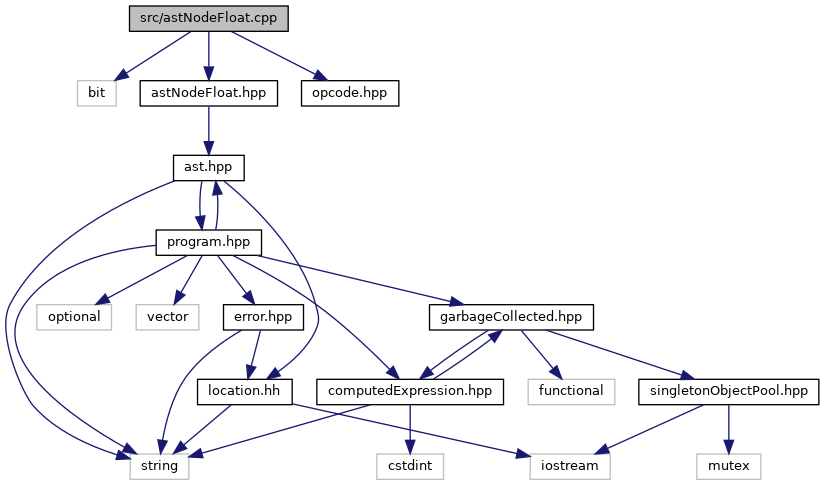 src/astNodeFloat.cpp
bit
astNodeFloat.hpp
opcode.hpp
ast.hpp
program.hpp
optional
vector
error.hpp
garbageCollected.hpp
location.hh
computedExpression.hpp
functional
singletonObjectPool.hpp
string
cstdint
iostream
mutex